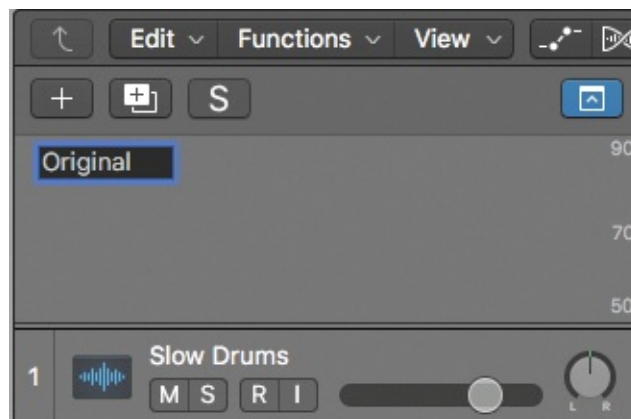 Edit Functions View
+ S
Original
90
70
50
Slow Drums
1 M S R I
L R